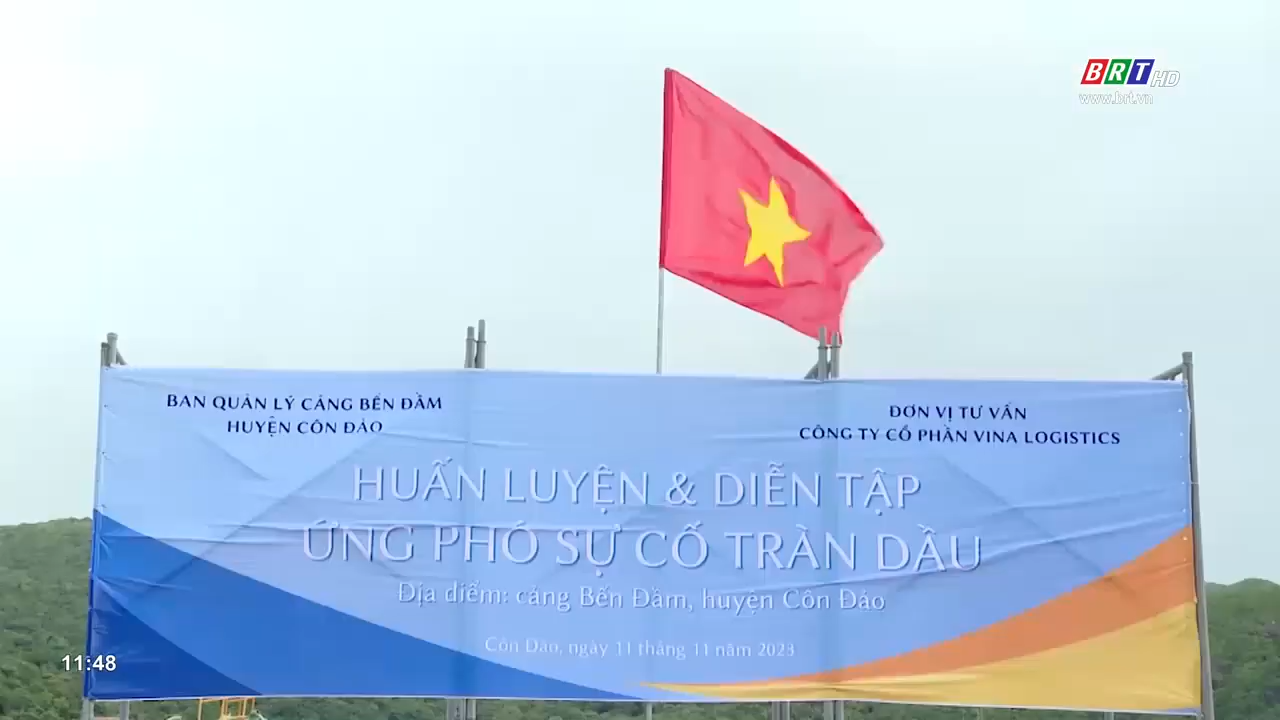 BRT HD
www.brt.vn
BAN QUẢN LÝ CẢNG BẾN ĐẦM
HUYỆN CÔN ĐẢO
ĐƠN VỊ TƯ VẤN
CÔNG TY CỔ PHẦN VINA LOGISTICS
HUẤN LUYỆN & DIỄN TẬP
ỨNG PHÓ SỰ CỐ TRÀN DẦU
Địa điểm: cảng Bến Đầm, huyện Côn Đảo
Côn Đảo, ngày 11 tháng 11 năm 2023
11:48